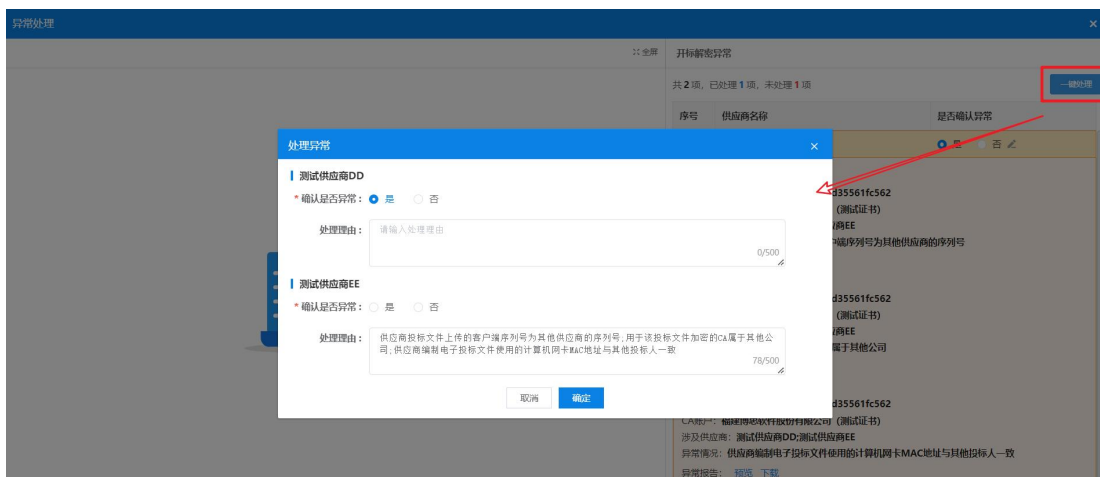 异常处理
全屏
开标解密异常
共2项, 已处理1项, 未处理1项
一键处理
序号 供应商名称 是否确认异常
是 否
处理异常
测试供应商DD
*确认是否异常: 是 否
处理理由: 请输入处理理由
0/500
测试供应商EE
*确认是否异常: 是 否
处理理由: 供应商投标文件上传的客户端序列号为其他供应商的序列号;用于该投标文件加密的CA属于其他公
司;供应商编制电子投标文件使用的计算机网卡MAC地址与其他投标人一致
78/500
取消 确定
d35561fc562
(测试证书)
商EE
端序列号为其他供应商的序列号
d35561fc562
(测试证书)
商EE
属于其他公司
d35561fc562
(测试证书)
涉及供应商: 测试供应商DD;测试供应商EE
异常情况: 供应商编制电子投标文件使用的计算机网卡MAC地址与其他投标人一致
异常报告: 预览 下载